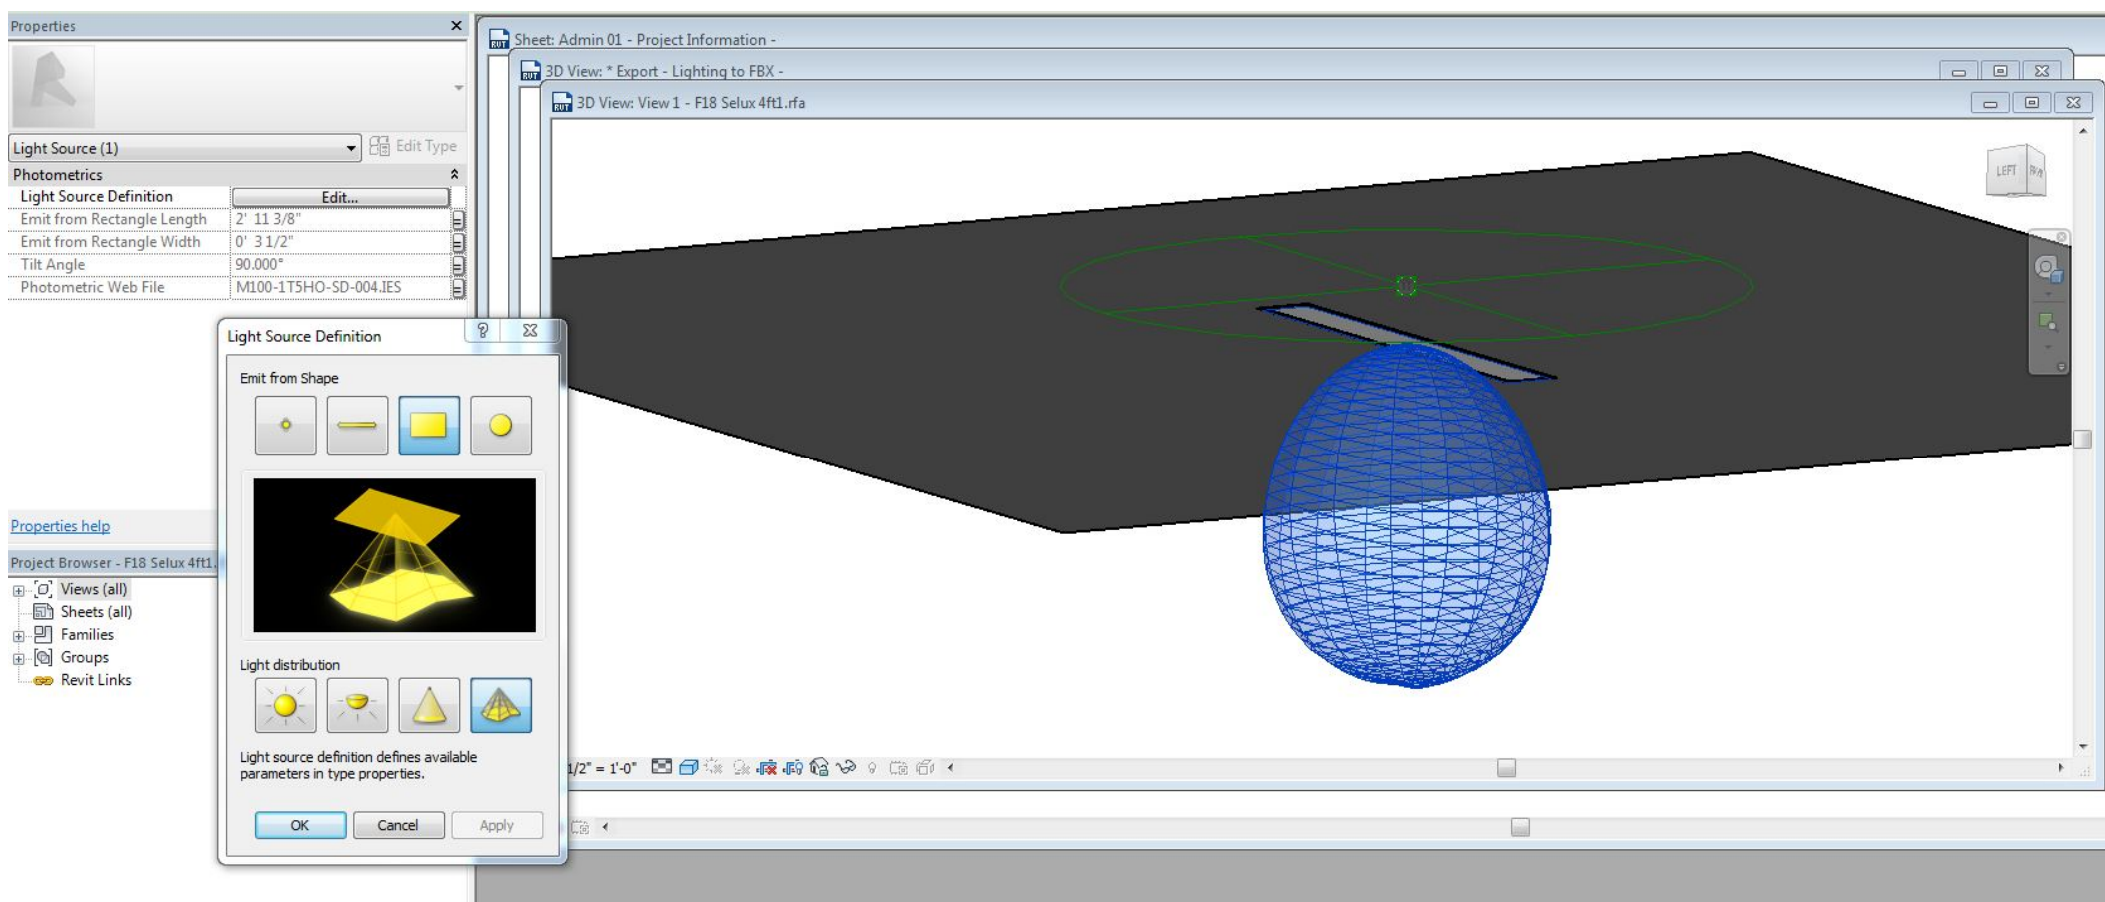 Properties
Light Source (1)
Edit Type
Photometrics
Light Source Definition
Edit...
Emit from Rectangle Length
2' 11 3/8"
Emit from Rectangle Width
0' 3 1/2"
Tilt Angle
90.000°
Photometric Web File
M100-1T5HO-SD-004.IES
Properties help
Project Browser - F18 Selux 4ft1.
Views (all)
Sheets (all)
Families
Groups
Revit Links
Light Source Definition
Emit from Shape
Light distribution
Light source definition defines available
parameters in type properties.
OK
Cancel
Apply
Sheet: Admin 01 - Project Information -
3D View: * Export - Lighting to FBX -
3D View: View 1 - F18 Selux 4ft1.rfa
LEFT
1/2" = 1'-0"